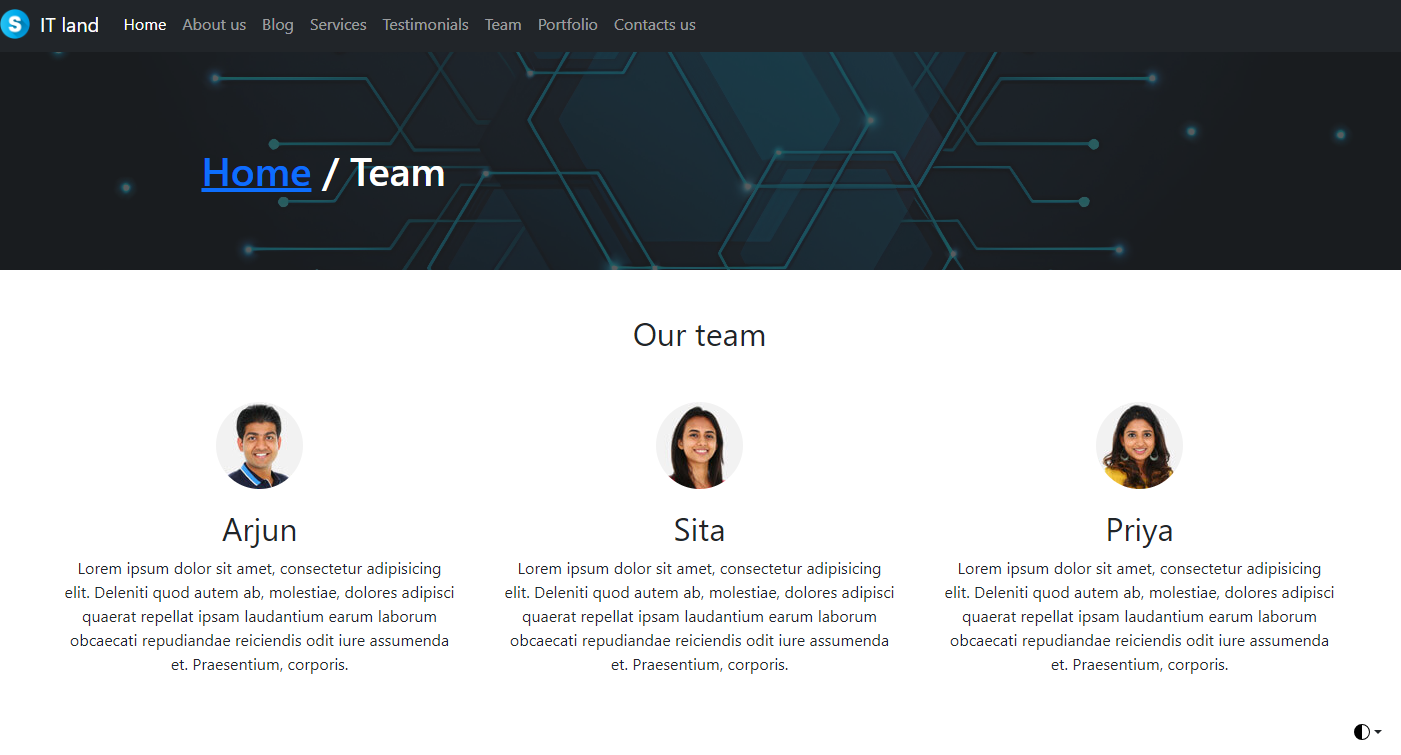 S IT land Home About us Blog Services Testimonials Team Portfolio Contacts us
Home / Team
Our team
Arjun
Lorem ipsum dolor sit amet, consectetur adipisicing
elit. Deleniti quod autem ab, molestiae, dolores adipisci
quaerat repellat ipsam laudantium earum laborum
obcaecati repudiandae reiciendis odit iure assumenda
et. Praesentium, corporis.
Sita
Lorem ipsum dolor sit amet, consectetur adipisicing
elit. Deleniti quod autem ab, molestiae, dolores adipisci
quaerat repellat ipsam laudantium earum laborum
obcaecati repudiandae reiciendis odit iure assumenda
et. Praesentium, corporis.
Priya
Lorem ipsum dolor sit amet, consectetur adipisicing
elit. Deleniti quod autem ab, molestiae, dolores adipisci
quaerat repellat ipsam laudantium earum laborum
obcaecati repudiandae reiciendis odit iure assumenda
et. Praesentium, corporis.